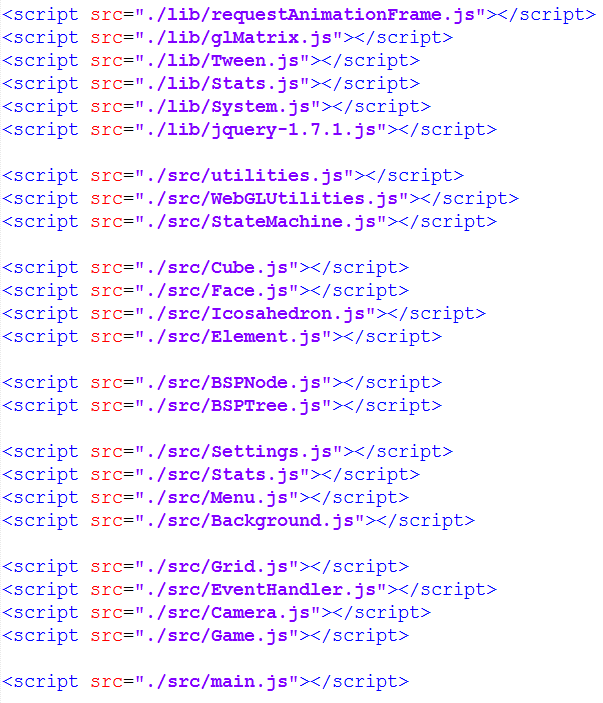 <script src="./lib/requestAnimationFrame.js"></script>
<script src="./lib/glMatrix.js"></script>
<script src="./lib/Tween.js"></script>
<script src="./lib/Stats.js"></script>
<script src="./lib/System.js"></script>
<script src="./lib/jquery-1.7.1.js"></script>
<script src="./src/utilities.js"></script>
<script src="./src/WebGLUtilities.js"></script>
<script src="./src/StateMachine.js"></script>
<script src="./src/Cube.js"></script>
<script src="./src/Face.js"></script>
<script src="./src/Icosahedron.js"></script>
<script src="./src/Element.js"></script>
<script src="./src/BSPNode.js"></script>
<script src="./src/BSPTree.js"></script>
<script src="./src/Settings.js"></script>
<script src="./src/Stats.js"></script>
<script src="./src/Menu.js"></script>
<script src="./src/Background.js"></script>
<script src="./src/Grid.js"></script>
<script src="./src/EventHandler.js"></script>
<script src="./src/Camera.js"></script>
<script src="./src/Game.js"></script>
<script src="./src/main.js"></script>